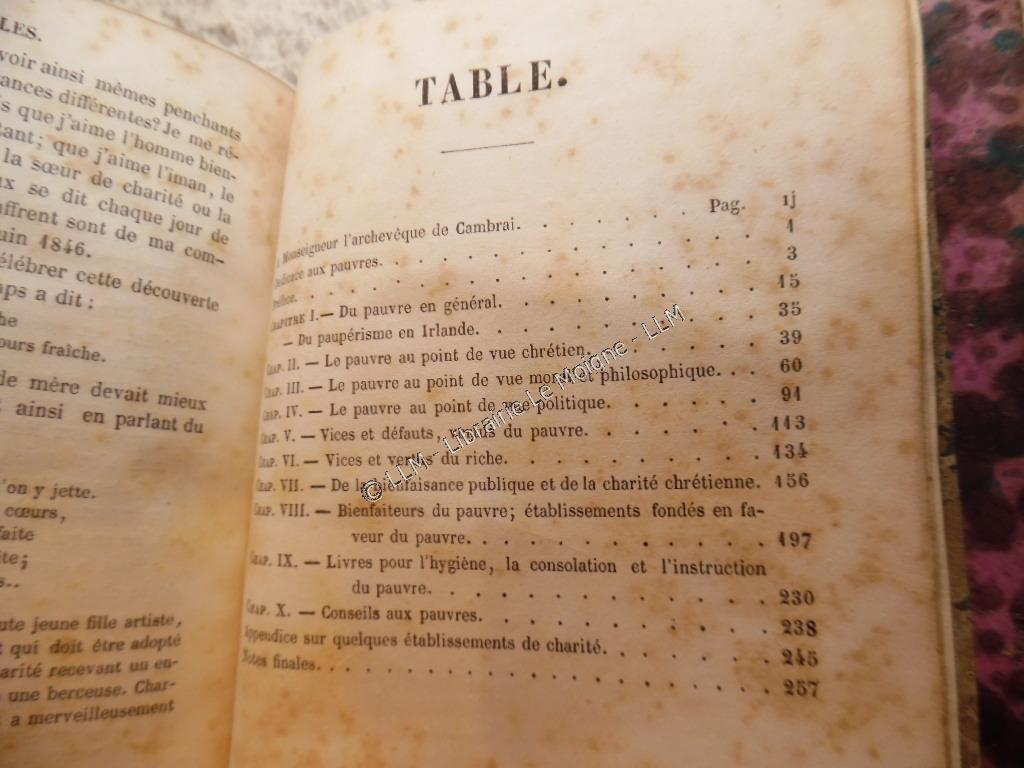 LES.
voir ainsi mêmes penchants
ances différentes? Je me ré-
s que j'aime l'homme bien-
ant; que j'aime l'iman, le
la sœur de charité ou la
ux se dit chaque jour de
uffrent sont de ma com-
uin 1846.
élébrer cette découverte
ps a dit :
he
ours fraîche.
de mère devait mieux
ainsi en parlant du
'on y jette.
cœurs,
faite
te;
s..
ute jeune fille artiste,
t qui doit être adopté
arité recevant un en-
une berceuse. Char-
a merveilleusement
TABLE.
Pag. 1j
Monseigneur l'archevêque de Cambrai. 1
Dédicace aux pauvres. 3
Préface. 15
CHAPITRE I. — Du pauvre en général. 35
— Du paupérisme en Irlande. 39
CHAP. II. — Le pauvre au point de vue chrétien. 60
CHAP. III. — Le pauvre au point de vue moral et philosophique. 91
CHAP. IV. — Le pauvre au point de vue politique. 113
CHAP. V. — Vices et défauts, vertus du pauvre. 134
CHAP. VI. — Vices et vertus du riche. 156
CHAP. VII. — De la bienfaisance publique et de la charité chrétienne.
CHAP. VIII. — Bienfaiteurs du pauvre; établissements fondés en fa-
veur du pauvre. 197
CHAP. IX. — Livres pour l'hygiène, la consolation et l'instruction
du pauvre. 230
CHAP. X. — Conseils aux pauvres. 238
Appendice sur quelques établissements de charité. 245
Notes finales. 257
© LLM - Librairie Le Moigne - LLM